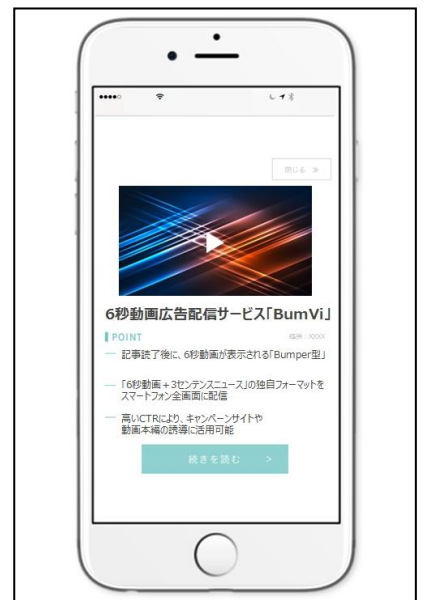 閉じる ≫
6秒動画広告配信サービス「BumVi」
POINT
提供：XXXX
記事読了後に、6秒動画が表示される「Bumper型」
「6秒動画＋3センテンスニュース」の独自フォーマットを
スマートフォン全画面に配信
高いCTRにより、キャンペーンサイトや
動画本編の誘導に活用可能
続きを読む >